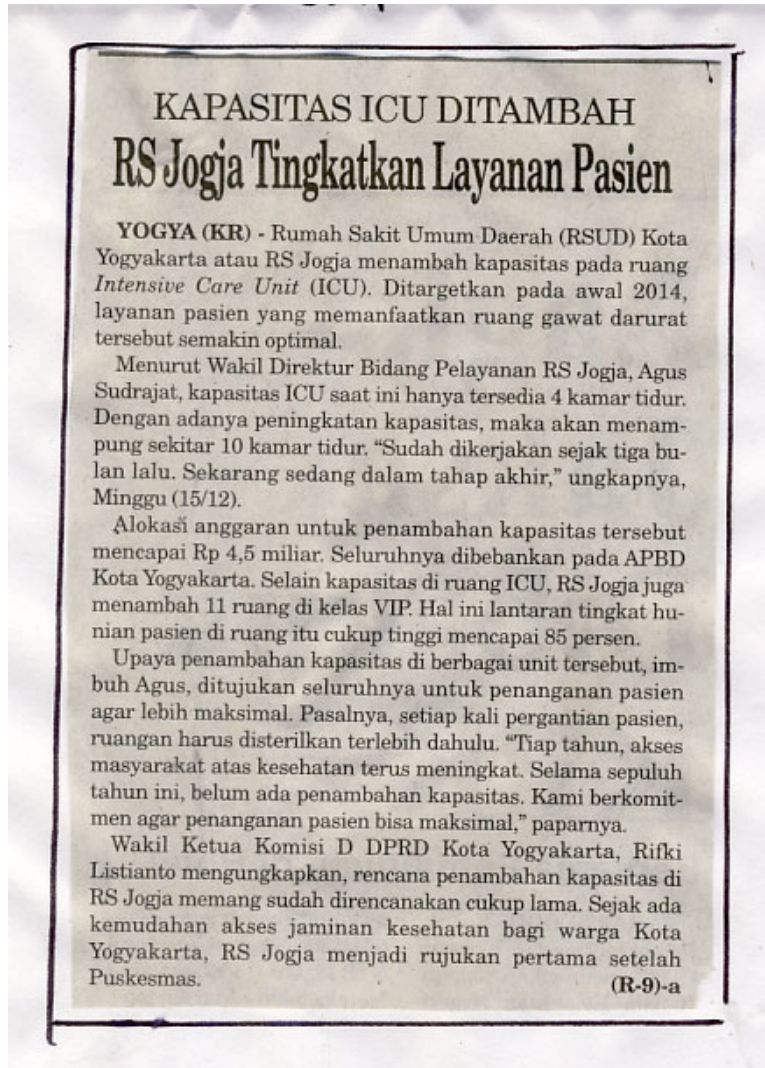 KAPASITAS ICU DITAMBAH
RS Jogja Tingkatkan Layanan Pasien
YOGYA (KR) - Rumah Sakit Umum Daerah (RSUD) Kota
Yogyakarta atau RS Jogja menambah kapasitas pada ruang
Intensive Care Unit (ICU). Ditargetkan pada awal 2014,
layanan pasien yang memanfaatkan ruang gawat darurat
tersebut semakin optimal.
Menurut Wakil Direktur Bidang Pelayanan RS Jogja, Agus
Sudrajat, kapasitas ICU saat ini hanya tersedia 4 kamar tidur.
Dengan adanya peningkatan kapasitas, maka akan menam-
pung sekitar 10 kamar tidur. “Sudah dikerjakan sejak tiga bu-
lan lalu. Sekarang sedang dalam tahap akhir,” ungkapnya,
Minggu (15/12).
Alokasi anggaran untuk penambahan kapasitas tersebut
mencapai Rp 4,5 miliar. Seluruhnya dibebankan pada APBD
Kota Yogyakarta. Selain kapasitas di ruang ICU, RS Jogja juga
menambah 11 ruang di kelas VIP. Hal ini lantaran tingkat hu-
nian pasien di ruang itu cukup tinggi mencapai 85 persen.
Upaya penambahan kapasitas di berbagai unit tersebut, im-
buh Agus, ditujukan seluruhnya untuk penanganan pasien
agar lebih maksimal. Pasalnya, setiap kali pergantian pasien,
ruangan harus disterilkan terlebih dahulu. “Tiap tahun, akses
masyarakat atas kesehatan terus meningkat. Selama sepuluh
tahun ini, belum ada penambahan kapasitas. Kami berkomit-
men agar penanganan pasien bisa maksimal,” paparnya.
Wakil Ketua Komisi D DPRD Kota Yogyakarta, Rifki
Listianto mengungkapkan, rencana penambahan kapasitas di
RS Jogja memang sudah direncanakan cukup lama. Sejak ada
kemudahan akses jaminan kesehatan bagi warga Kota
Yogyakarta, RS Jogja menjadi rujukan pertama setelah
Puskesmas. (R-9)-a